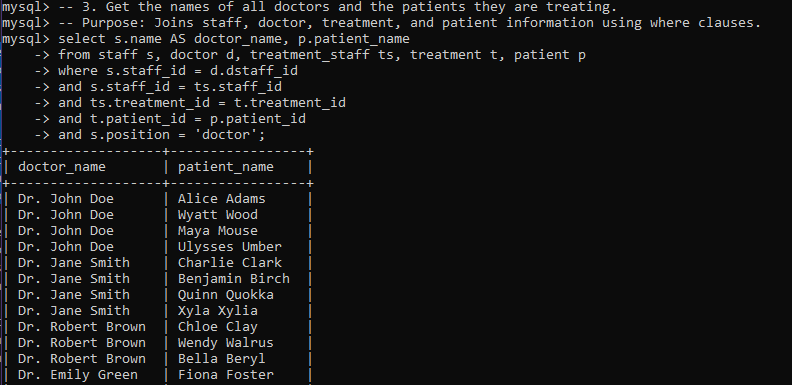 mysql> -- 3. Get the names of all doctors and the patients they are treating.
mysql> -- Purpose: Joins staff, doctor, treatment, and patient information using where clauses.
mysql> select s.name AS doctor_name, p.patient_name
    -> from staff s, doctor d, treatment_staff ts, treatment t, patient p
    -> where s.staff_id = d.dstaff_id
    -> and s.staff_id = ts.staff_id
    -> and ts.treatment_id = t.treatment_id
    -> and t.patient_id = p.patient_id
    -> and s.position = 'doctor';
+-------------------+-----------------+
| doctor_name       | patient_name    |
+-------------------+-----------------+
| Dr. John Doe      | Alice Adams     |
| Dr. John Doe      | Wyatt Wood      |
| Dr. John Doe      | Maya Mouse      |
| Dr. John Doe      | Ulysses Umber   |
| Dr. Jane Smith    | Charlie Clark   |
| Dr. Jane Smith    | Benjamin Birch  |
| Dr. Jane Smith    | Quinn Quokka    |
| Dr. Jane Smith    | Xyla Xylia      |
| Dr. Robert Brown  | Chloe Clay      |
| Dr. Robert Brown  | Wendy Walrus    |
| Dr. Robert Brown  | Bella Beryl     |
| Dr. Emily Green   | Fiona Foster    |